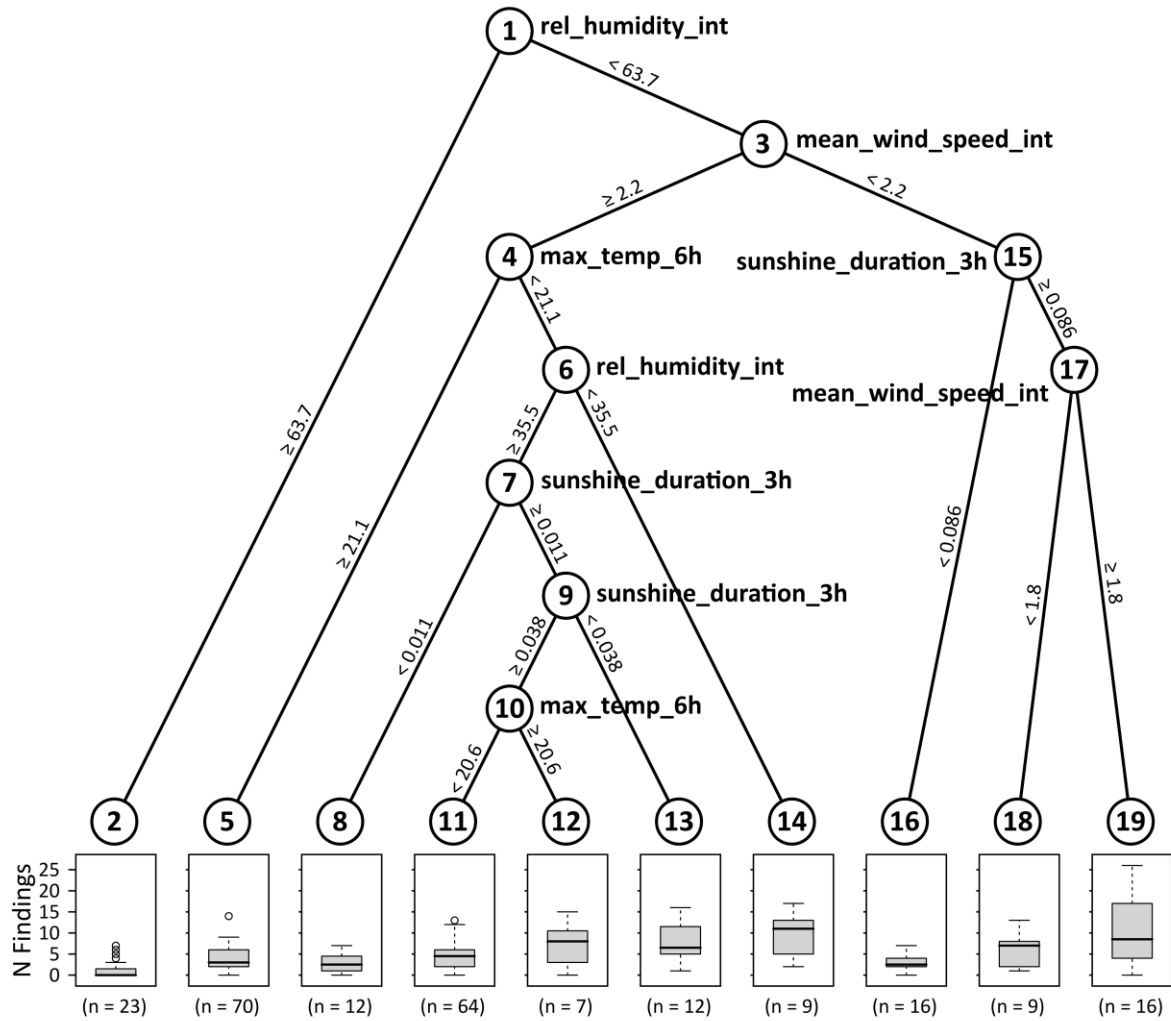 1 rel_humidity_int
< 63.7
3 mean_wind_speed_int
≥ 2.2
< 2.2
4 max_temp_6h
sunshine_duration_3h 15
< 21.1
≥ 0.086
6 rel_humidity_int
mean_wind_speed_int 17
≥ 63.7
≥ 35.5
< 35.5
7 sunshine_duration_3h
≥ 21.1
≥ 0.011
< 0.086
9 sunshine_duration_3h
< 0.011
≥ 0.038
< 0.038
< 1.8
≥ 1.8
10 max_temp_6h
< 20.6
≥ 20.6
2 5 8 11 12 13 14 16 18 19
N Findings
25
20
15
10
5
0
(n = 23) (n = 70) (n = 12) (n = 64) (n = 7) (n = 12) (n = 9) (n = 16) (n = 9) (n = 16)